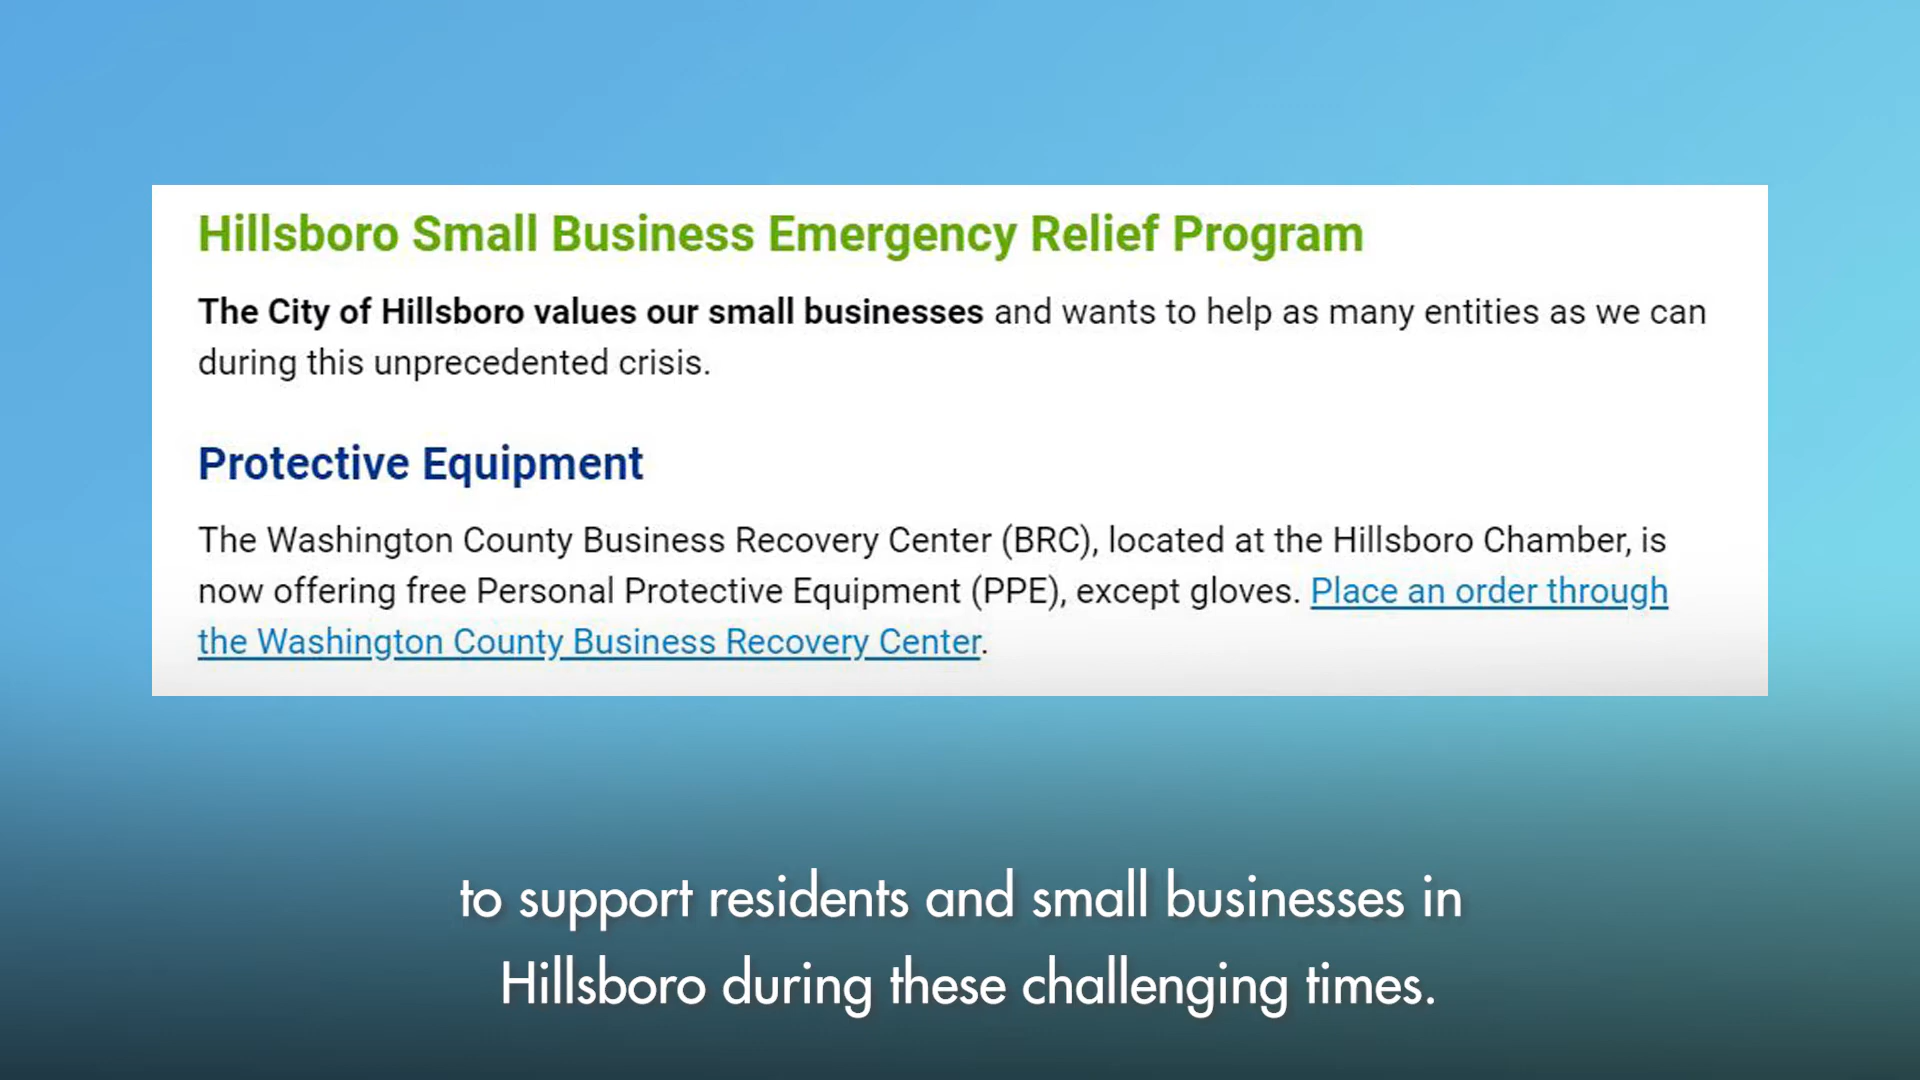 Hillsboro Small Business Emergency Relief Program
The City of Hillsboro values our small businesses and wants to help as many entities as we can
during this unprecedented crisis.
Protective Equipment
The Washington County Business Recovery Center (BRC), located at the Hillsboro Chamber, is
now offering free Personal Protective Equipment (PPE), except gloves. Place an order through
the Washington County Business Recovery Center.
to support residents and small businesses in
Hillsboro during these challenging times.